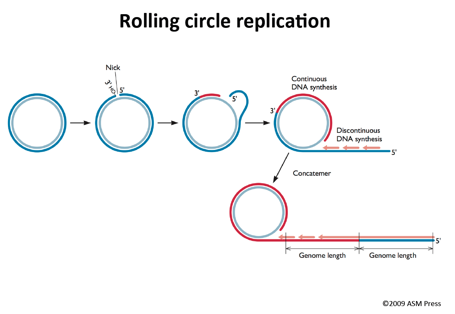 Rolling circle replication
Nick
3' HO
5'
3'
5'
Continuous
DNA synthesis
3'
Discontinuous
DNA synthesis
5'
Concatemer
5'
Genome length
Genome length
©2009 ASM Press